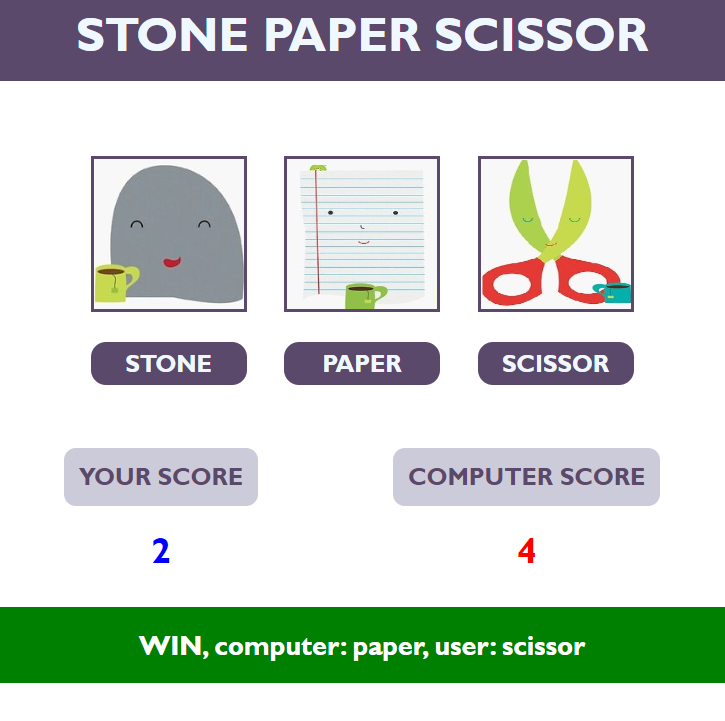 STONE PAPER SCISSOR
STONE
PAPER
SCISSOR
YOUR SCORE
COMPUTER SCORE
2
4
WIN, computer: paper, user: scissor